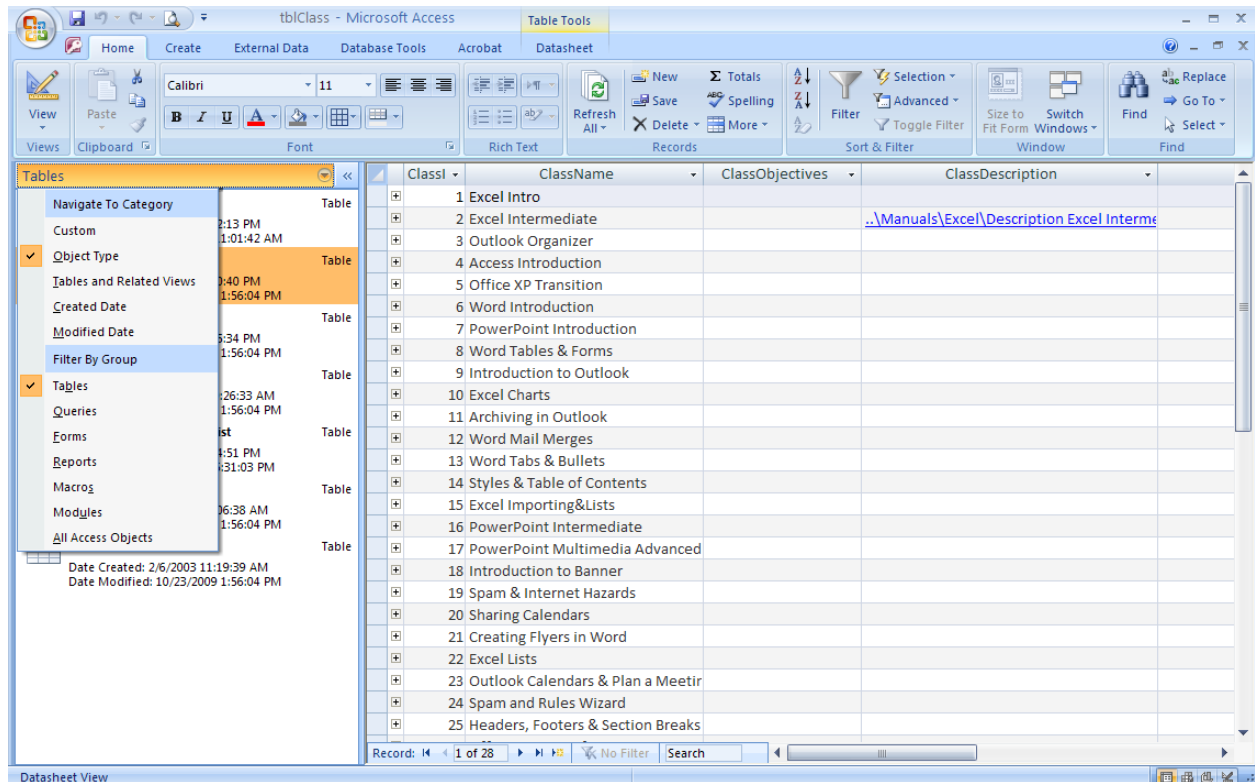 tblClass - Microsoft Access
Table Tools
Home Create External Data Database Tools Acrobat Datasheet
View
Views
Paste
Clipboard
Calibri 11
B I U A
Font
Rich Text
Refresh All
New
Save
Delete
Σ Totals
Spelling
More
Records
Filter
Selection
Advanced
Toggle Filter
Sort & Filter
Size to Fit Form
Switch Windows
Window
Find
Replace
Go To
Select
Find
Tables
Navigate To Category
Custom
Object Type
Tables and Related Views
Created Date
Modified Date
Filter By Group
Tables
Queries
Forms
Reports
Macros
Modules
All Access Objects
Table
2:13 PM
1:01:42 AM
Table
0:40 PM
1:56:04 PM
Table
5:34 PM
1:56:04 PM
Table
:26:33 AM
1:56:04 PM
ist Table
4:51 PM
:31:03 PM
Table
06:38 AM
1:56:04 PM
Table
Date Created: 2/6/2003 11:19:39 AM
Date Modified: 10/23/2009 1:56:04 PM
ClassI ClassName ClassObjectives ClassDescription
1 Excel Intro
2 Excel Intermediate ..\Manuals\Excel\Description Excel Interme
3 Outlook Organizer
4 Access Introduction
5 Office XP Transition
6 Word Introduction
7 PowerPoint Introduction
8 Word Tables & Forms
9 Introduction to Outlook
10 Excel Charts
11 Archiving in Outlook
12 Word Mail Merges
13 Word Tabs & Bullets
14 Styles & Table of Contents
15 Excel Importing&Lists
16 PowerPoint Intermediate
17 PowerPoint Multimedia Advanced
18 Introduction to Banner
19 Spam & Internet Hazards
20 Sharing Calendars
21 Creating Flyers in Word
22 Excel Lists
23 Outlook Calendars & Plan a Meetir
24 Spam and Rules Wizard
25 Headers, Footers & Section Breaks
Record: 1 of 28 No Filter Search
Datasheet View